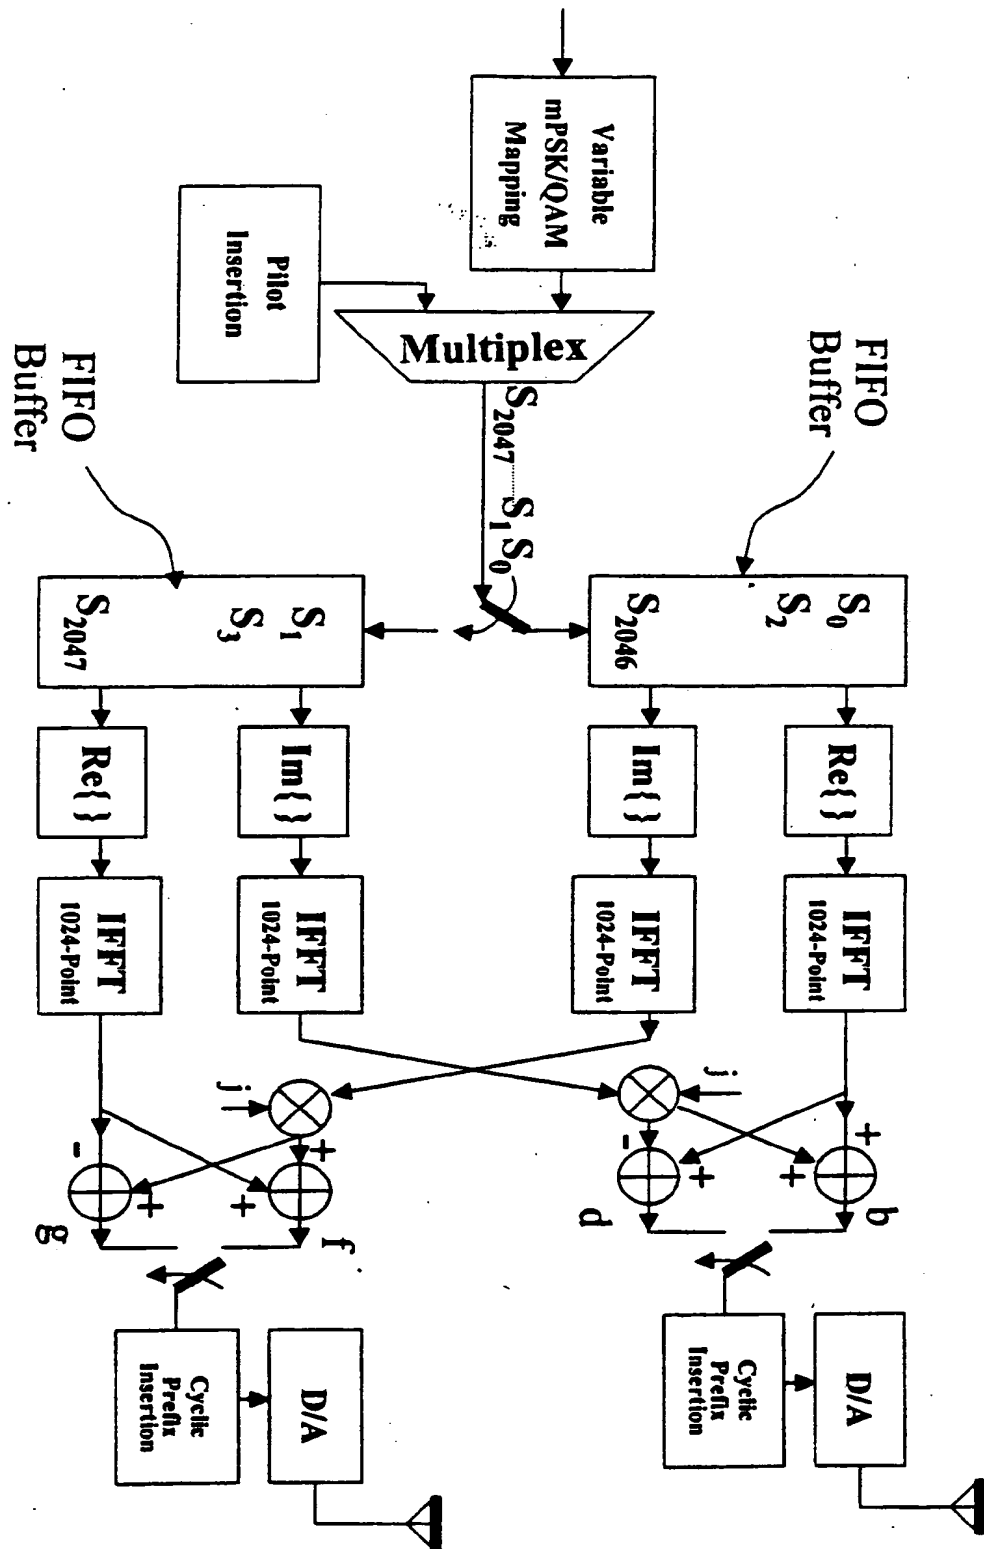 Variable
mPSK/QAM
Mapping
Pilot
Insertion
Multiplex
S2047 ........ S1 S0
FIFO
Buffer
FIFO
Buffer
S0
S2
S2046
S1
S3
S2047
Re{ }
Im{ }
Im{ }
Re{ }
IFFT
1024-Point
IFFT
1024-Point
IFFT
1024-Point
IFFT
1024-Point
j
j
+
+
+
-
+
+
+
-
b
d
f
g
Cyclic
Prefix
Insertion
D/A
Cyclic
Prefix
Insertion
D/A